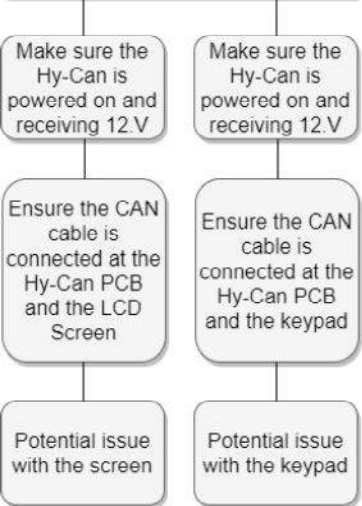 Make sure the
Hy-Can is
powered on and
receiving 12.V
Ensure the CAN
cable is
connected at the
Hy-Can PCB
and the LCD
Screen
Potential issue
with the screen
Make sure the
Hy-Can is
powered on and
receiving 12.V
Ensure the CAN
cable is
connected at the
Hy-Can PCB
and the keypad
Potential issue
with the keypad